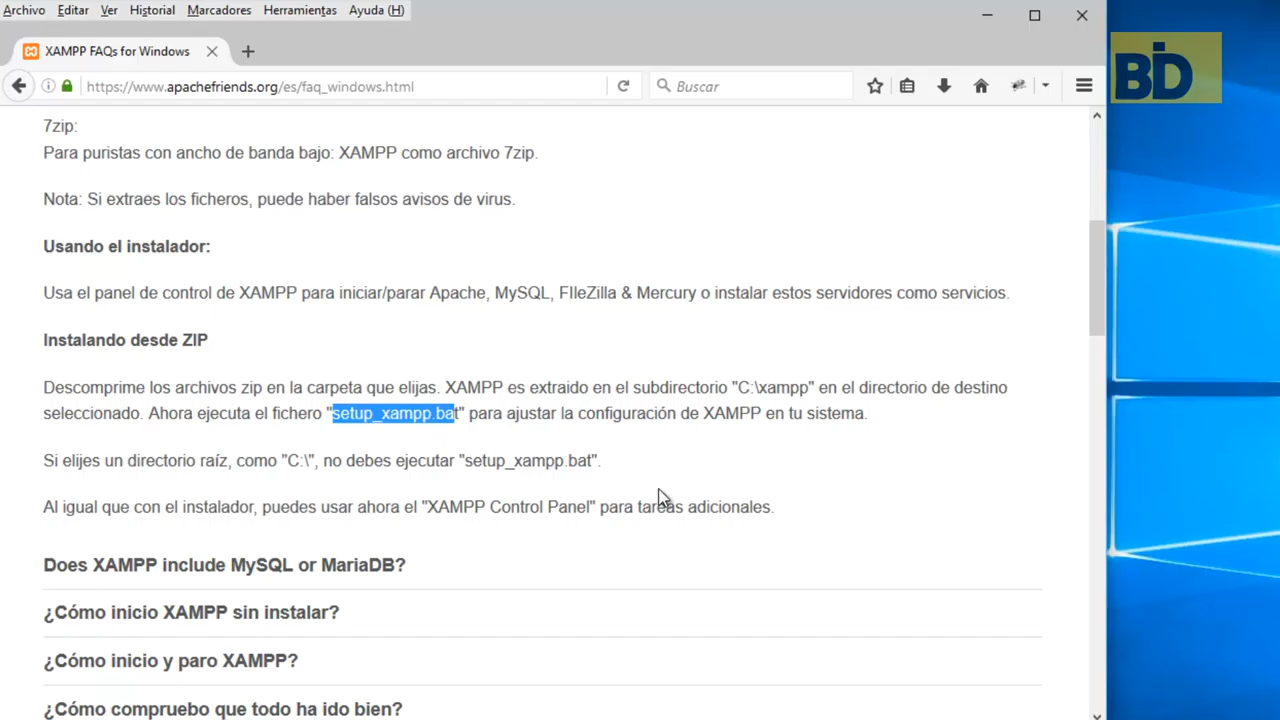 Archivo Editar Ver Historial Marcadores Herramientas Ayuda (H)
XAMPP FAQs for Windows
https://www.apachefriends.org/es/faq_windows.html
Buscar
BID
7zip:
Para puristas con ancho de banda bajo: XAMPP como archivo 7zip.
Nota: Si extraes los ficheros, puede haber falsos avisos de virus.
Usando el instalador:
Usa el panel de control de XAMPP para iniciar/parar Apache, MySQL, FIleZilla & Mercury o instalar estos servidores como servicios.
Instalando desde ZIP
Descomprime los archivos zip en la carpeta que elijas. XAMPP es extraido en el subdirectorio "C:\xampp" en el directorio de destino
seleccionado. Ahora ejecuta el fichero "setup_xampp.bat" para ajustar la configuración de XAMPP en tu sistema.
Si elijes un directorio raíz, como "C:\", no debes ejecutar "setup_xampp.bat".
Al igual que con el instalador, puedes usar ahora el "XAMPP Control Panel" para tareas adicionales.
Does XAMPP include MySQL or MariaDB?
¿Cómo inicio XAMPP sin instalar?
¿Cómo inicio y paro XAMPP?
¿Cómo compruebo que todo ha ido bien?